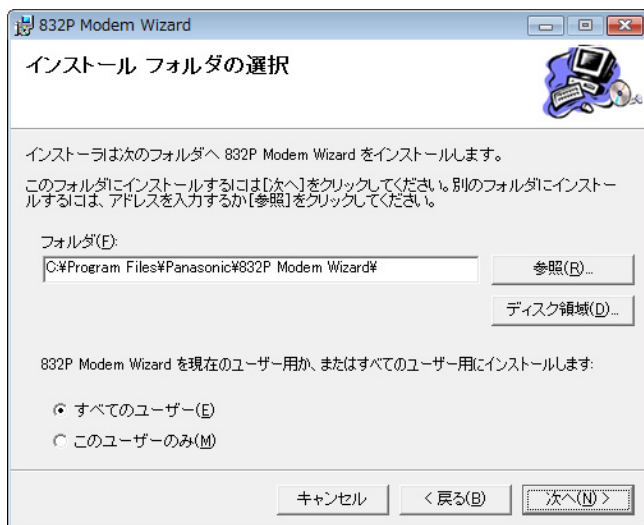 832P Modem Wizard
インストール フォルダの選択
インストーラは次のフォルダへ 832P Modem Wizard をインストールします。
このフォルダにインストールするには[次へ]をクリックしてください。別のフォルダにインストー
ルするには、アドレスを入力するか[参照]をクリックしてください。
フォルダ(F):
C:¥Program Files¥Panasonic¥832P Modem Wizard¥
参照(R)...
ディスク領域(D)...
832P Modem Wizard を現在のユーザー用か、またはすべてのユーザー用にインストールします:
すべてのユーザー(E)
このユーザーのみ(M)
キャンセル
< 戻る(B)
次へ(N) >